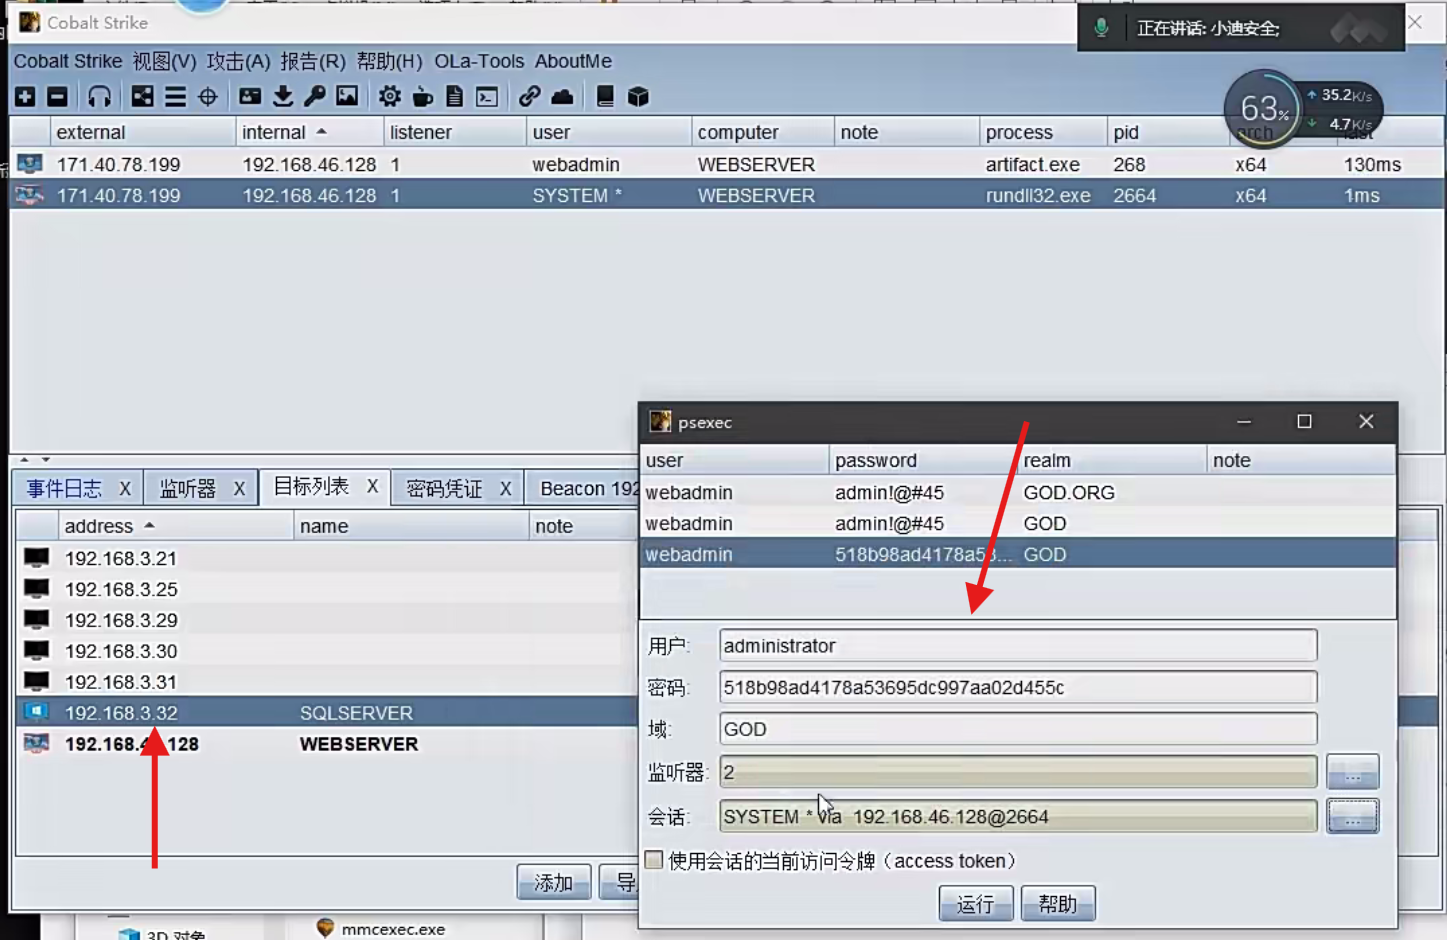 Cobalt Strike
正在讲话: 小迪安全;
Cobalt Strike 视图(V) 攻击(A) 报告(R) 帮助(H) OLa-Tools AboutMe
63%
35.2K/s
4.7K/s
external internal listener user computer note process pid arch last
171.40.78.199 192.168.46.128 1 webadmin WEBSERVER artifact.exe 268 x64 130ms
171.40.78.199 192.168.46.128 1 SYSTEM * WEBSERVER rundll32.exe 2664 x64 1ms
事件日志 X 监听器 X 目标列表 X 密码凭证 X Beacon 192
address name note
192.168.3.21
192.168.3.25
192.168.3.29
192.168.3.30
192.168.3.31
192.168.3.32 SQLSERVER
WEBSERVER
添加
psexec
user password realm note
webadmin admin!@#45 GOD.ORG
webadmin admin!@#45 GOD
webadmin 518b98ad4178a53... GOD
用户: administrator
密码: 518b98ad4178a53695dc997aa02d455c
域: GOD
监听器: 2 ...
会话: SYSTEM * via 192.168.46.128@2664 ...
使用会话的当前访问令牌（access token）
运行 帮助
3D 对象
mmcexec.exe